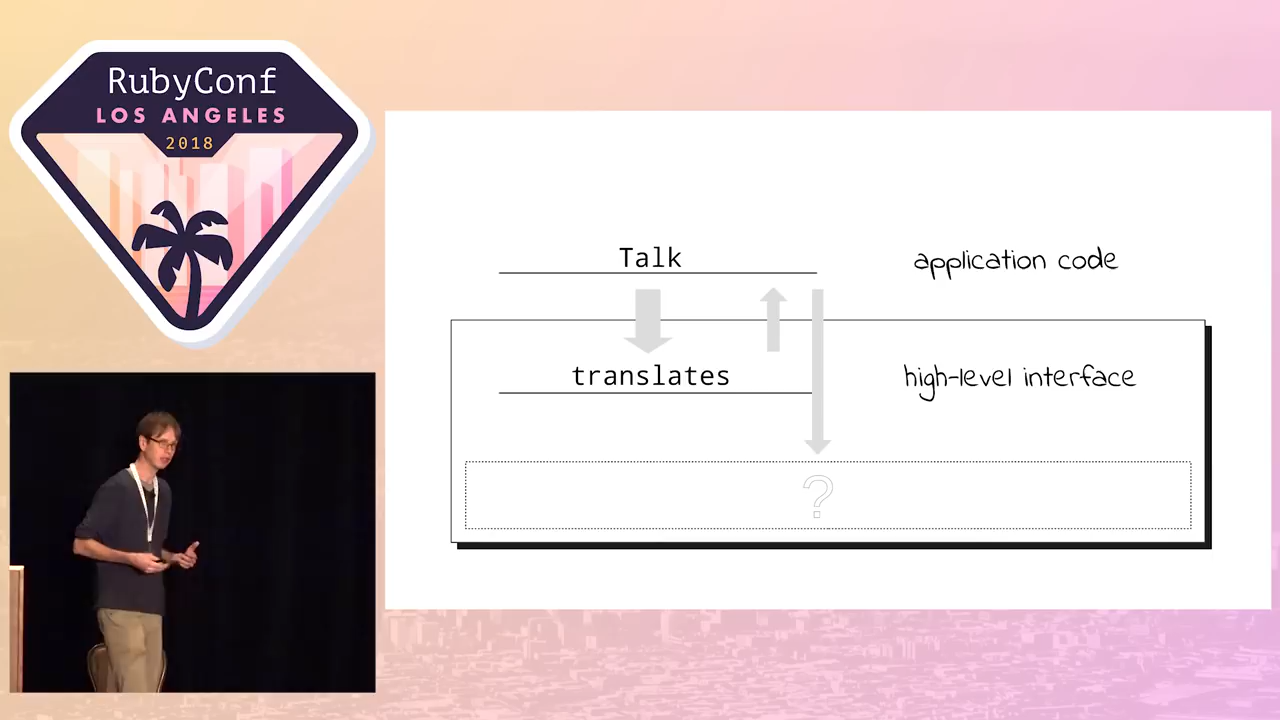 RubyConf
LOS ANGELES
2018
Talk
application code
translates
high-level interface
?